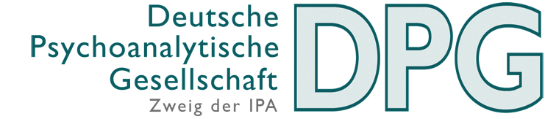 Deutsche
Psychoanalytische
Gesellschaft
Zweig der IPA
DPG